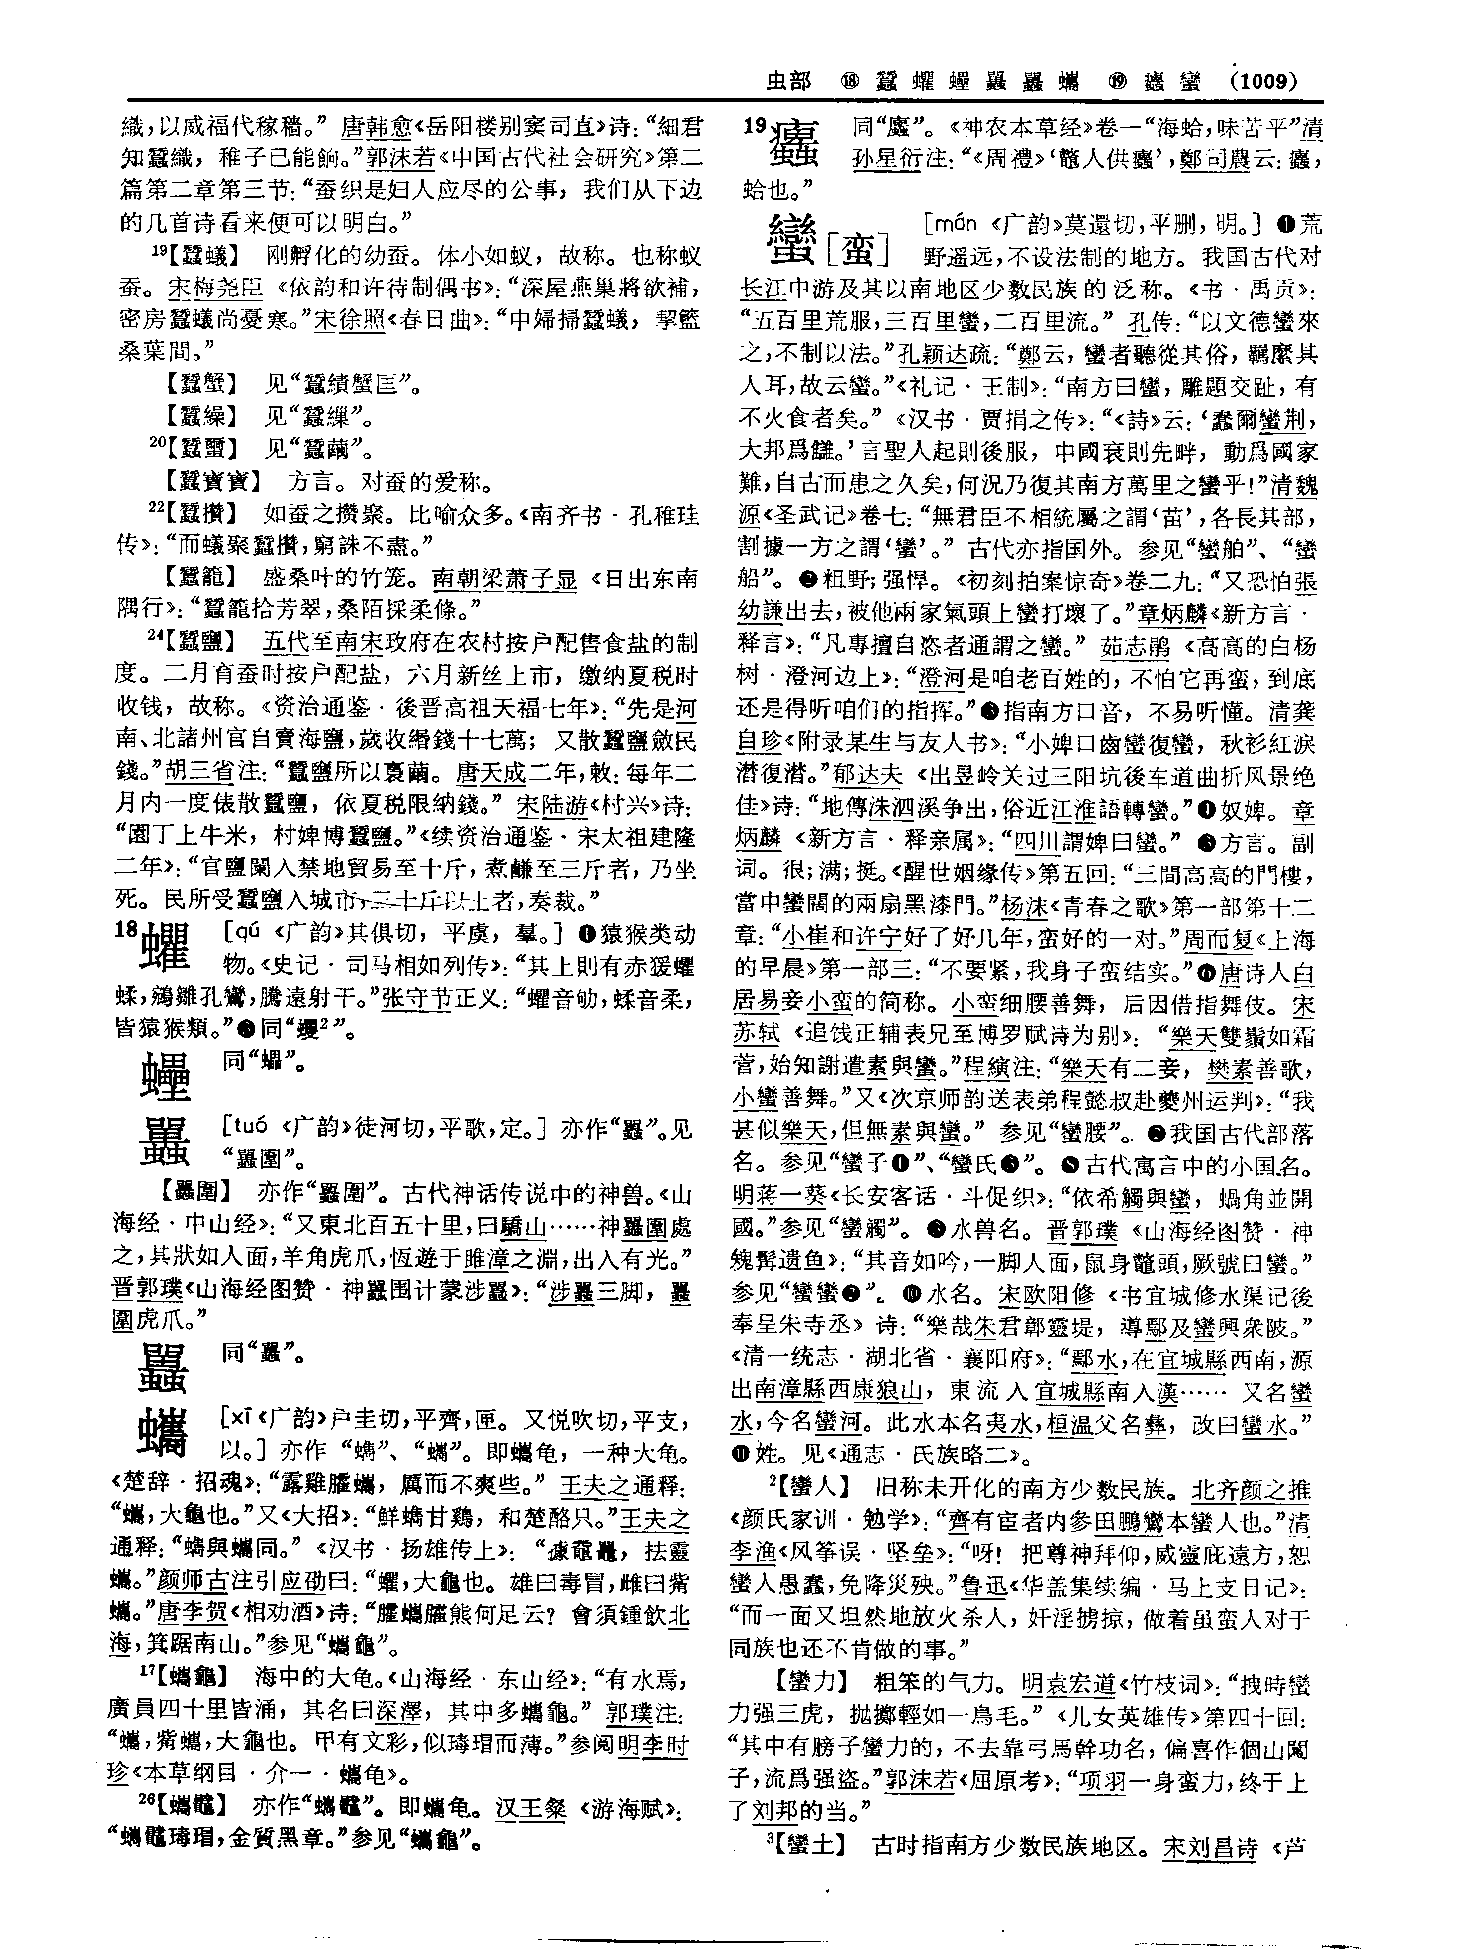 虫部 ⑱ 蠶 蠷 蠷 蠹 蠹 蠵 ⑲ 蠯 蠻 (1009)
織，以威福代稼穡。”唐韩愈《岳阳楼别窦司直》诗：“細君
知蠶織，稚子已能餉。”郭沫若《中国古代社会研究》第二
篇第二章第三节：“蚕织是妇人应尽的公事，我们从下边
的几首诗看来便可以明白。”
19【蠶蟻】 刚孵化的幼蚕。体小如蚁，故称。也称蚁
蚕。宋梅尧臣《依韵和许待制偶书》：“深屋燕巢將欲補，
密房蠶蟻尚憂寒。”宋徐照《春日曲》：“中婦掃蠶蟻，挈籃
桑葉間。”
【蠶蟹】 见“蠶績蟹匡”。
【蠶繰】 见“蠶繅”。
20【蠶蠒】 见“蠶繭”。
【蠶寶寶】 方言。对蚕的爱称。
22【蠶攢】 如蚕之攒聚。比喻众多。《南齐书·孔稚珪
传》：“而蟻聚蠶攢，窮誅不盡。”
【蠶籠】 盛桑叶的竹笼。南朝梁萧子显《日出东南
隅行》：“蠶籠拾芳翠，桑陌採柔條。”
24【蠶鹽】 五代至南宋政府在农村按户配售食盐的制
度。二月育蚕时按户配盐，六月新丝上市，缴纳夏税时
收钱，故称。《资治通鉴·後晋高祖天福七年》：“先是河
南、北諸州官自賣海鹽，歲收緡錢十七萬；又散蠶鹽斂民
錢。”胡三省注：“蠶鹽所以裛繭。唐天成二年，敕：每年二
月内一度俵散蠶鹽，依夏税限纳錢。”宋陆游《村兴》诗：
“園丁上牛米，村婢博蠶鹽。”《续资治通鉴·宋太祖建隆
二年》：“官鹽闌入禁地貿易至十斤，煮鹻至三斤者，乃坐
死。民所受蠶鹽入城市，三十斤以上者，奏裁。”
18 蠷 [qú 《广韵》其俱切，平虞，羣。] ❶猿猴类动
物。《史记·司马相如列传》：“其上則有赤猨蠷
蝚，鵷雛孔鸞，騰遠射干。”张守节正义：“蠷音劬，蝚音柔，
皆猿猴類。”❷同“蠼2”。
同“”。
[tuó 《广韵》徒河切，平歌，定。] 亦作“”。见
“圍”。
【圍】 亦作“圍”。古代神话传说中的神兽。《山
海经·中山经》：“又東北百五十里，曰驕山……神圍處
之，其狀如人面，羊角虎爪，恆遊于雎漳之淵，出入有光。”
晋郭璞《山海经图赞·神围计蒙涉》：“涉三脚，
圍虎爪。”
同“”。
蠵 [xī 《广韵》户圭切，平齊，匣。又悦吹切，平支，
以。] 亦作“蟕”、“”。即蠵龟，一种大龟。
《楚辞·招魂》：“露雞臛蠵，厲而不爽些。”王夫之通释：
“蠵，大龜也。”又《大招》：“鮮蠵甘鷄，和楚酪只。”王夫之
通释：“與蠵同。”《汉书·扬雄传上》：“據黿鼉，抾靈
蠵。”颜师古注引应劭曰：“蠵，大龜也。雄曰毒冒，雌曰觜
蠵。”唐李贺《相劝酒》诗：“臛蠵臛熊何足云？會須鍾飲北
海，箕踞南山。”参见“蠵龜”。
17【蠵龜】 海中的大龟。《山海经·东山经》：“有水焉，
廣員四十里皆涌，其名曰深澤，其中多蠵龜。”郭璞注：
“蠵，觜蠵，大龜也。甲有文彩，似瑇瑁而薄。”参阅明李时
珍《本草纲目·介一·蠵龟》。
26【蠵鼊】 亦作“蠵”。即蠵龟。汉王粲《游海赋》：
“蠵鼊瑇瑁，金質黑章。”参见“蠵龜”。
19 同“蠯”。《神农本草经》卷一“海蛤，味苦平”清
孙星衍注：“《周禮》‘鼈人供蠯’，鄭司農云：蠯，
蛤也。”
蠻[蛮] [mán 《广韵》莫還切，平删，明。] ❶荒
野遥远，不设法制的地方。我国古代对
长江中游及其以南地区少数民族的泛称。《书·禹贡》：
“五百里荒服，三百里蠻，二百里流。”孔传：“以文德蠻來
之，不制以法。”孔颖达疏：“鄭云，蠻者聽從其俗，羈縻其
人耳，故云蠻。”《礼记·王制》：“南方曰蠻，雕題交趾，有
不火食者矣。”《汉书·贾捐之传》：“《詩》云：‘蠢爾蠻荆，
大邦爲讎。’言聖人起則後服，中國衰則先畔，動爲國家
難，自古而患之久矣，何況乃復其南方萬里之蠻乎！”清魏
源《圣武记》卷七：“無君臣不相統屬之謂‘苗’，各長其部，
割據一方之謂‘蠻’。”古代亦指国外。参见“蠻舶”、“蠻
船”。❷粗野；强悍。《初刻拍案惊奇》卷二九：“又恐怕張
幼謙出去，被他兩家氣頭上蠻打壞了。”章炳麟《新方言·
释言》：“凡專擅自恣者通謂之蠻。”茹志鹃《高高的白杨
树·澄河边上》：“澄河是咱老百姓的，不怕它再蛮，到底
还是得听咱们的指挥。”❸指南方口音，不易听懂。清龚
自珍《附录某生与友人书》：“小婢口齒蠻復蠻，秋衫紅淚
潸復潸。”郁达夫《出昱岭关过三阳坑後车道曲折风景绝
佳》诗：“地傳洙泗溪争出，俗近江淮語轉蠻。”❹奴婢。章
炳麟《新方言·释亲属》：“四川謂婢曰蠻。”❺方言。副
词。很；满；挺。《醒世姻缘传》第五回：“三間高高的門樓，
當中蠻闊的兩扇黑漆門。”杨沫《青春之歌》第一部第十二
章：“小崔和许宁好了好几年，蛮好的一对。”周而复《上海
的早晨》第一部三：“不要紧，我身子蛮结实。”❻唐诗人白
居易妾小蛮的简称。小蛮细腰善舞，后因借指舞伎。宋
苏轼《追饯正辅表兄至博罗赋诗为别》：“樂天雙鬢如霜
菅，始知謝遣素與蠻。”程縯注：“樂天有二妾，樊素善歌，
小蠻善舞。”又《次京师韵送表弟程懿叔赴夔州运判》：“我
甚似樂天，但無素與蠻。”参见“蠻腰”。❼我国古代部落
名。参见“蠻子❶”、“蠻氏❸”。❽古代寓言中的小国名。
明蒋一葵《长安客话·斗促织》：“依希觸與蠻，蝸角並開
國。”参见“蠻觸”。❾水兽名。晋郭璞《山海经图赞·神
䰠髯遗鱼》：“其音如吟，一脚人面，鼠身鼈頭，厥號曰蠻。”
参见“蠻蠻❷”。❿水名。宋欧阳修《书宜城修水渠记後
奉呈朱寺丞》诗：“樂哉朱君鄣靈堤，導鄢及蠻興衆陂。”
《清一统志·湖北省·襄阳府》：“鄢水，在宜城縣西南，源
出南漳縣西康狼山，東流入宜城縣南入漢……又名蠻
水，今名蠻河。此水本名夷水，桓温父名彝，改曰蠻水。”
⓫姓。见《通志·氏族略二》。
2【蠻人】 旧称未开化的南方少数民族。北齐颜之推
《颜氏家训·勉学》：“齊有宦者内參田鵬鸞本蠻人也。”清
李渔《风筝误·坚垒》：“呀！把尊神拜仰，威靈庇遠方，恕
蠻人愚蠢，免降災殃。”鲁迅《华盖集续编·马上支日记》：
“而一面又坦然地放火杀人，奸淫掳掠，做着虽蛮人对于
同族也还不肯做的事。”
【蠻力】 粗笨的气力。明袁宏道《竹枝词》：“拽時蠻
力强三虎，抛擲輕如一鳥毛。”《儿女英雄传》第四十回：
“其中有膀子蠻力的，不去靠弓馬幹功名，偏喜作個山闖
子，流爲强盗。”郭沫若《屈原考》：“项羽一身蛮力，终于上
了刘邦的当。”
3【蠻土】 古时指南方少数民族地区。宋刘昌诗《芦